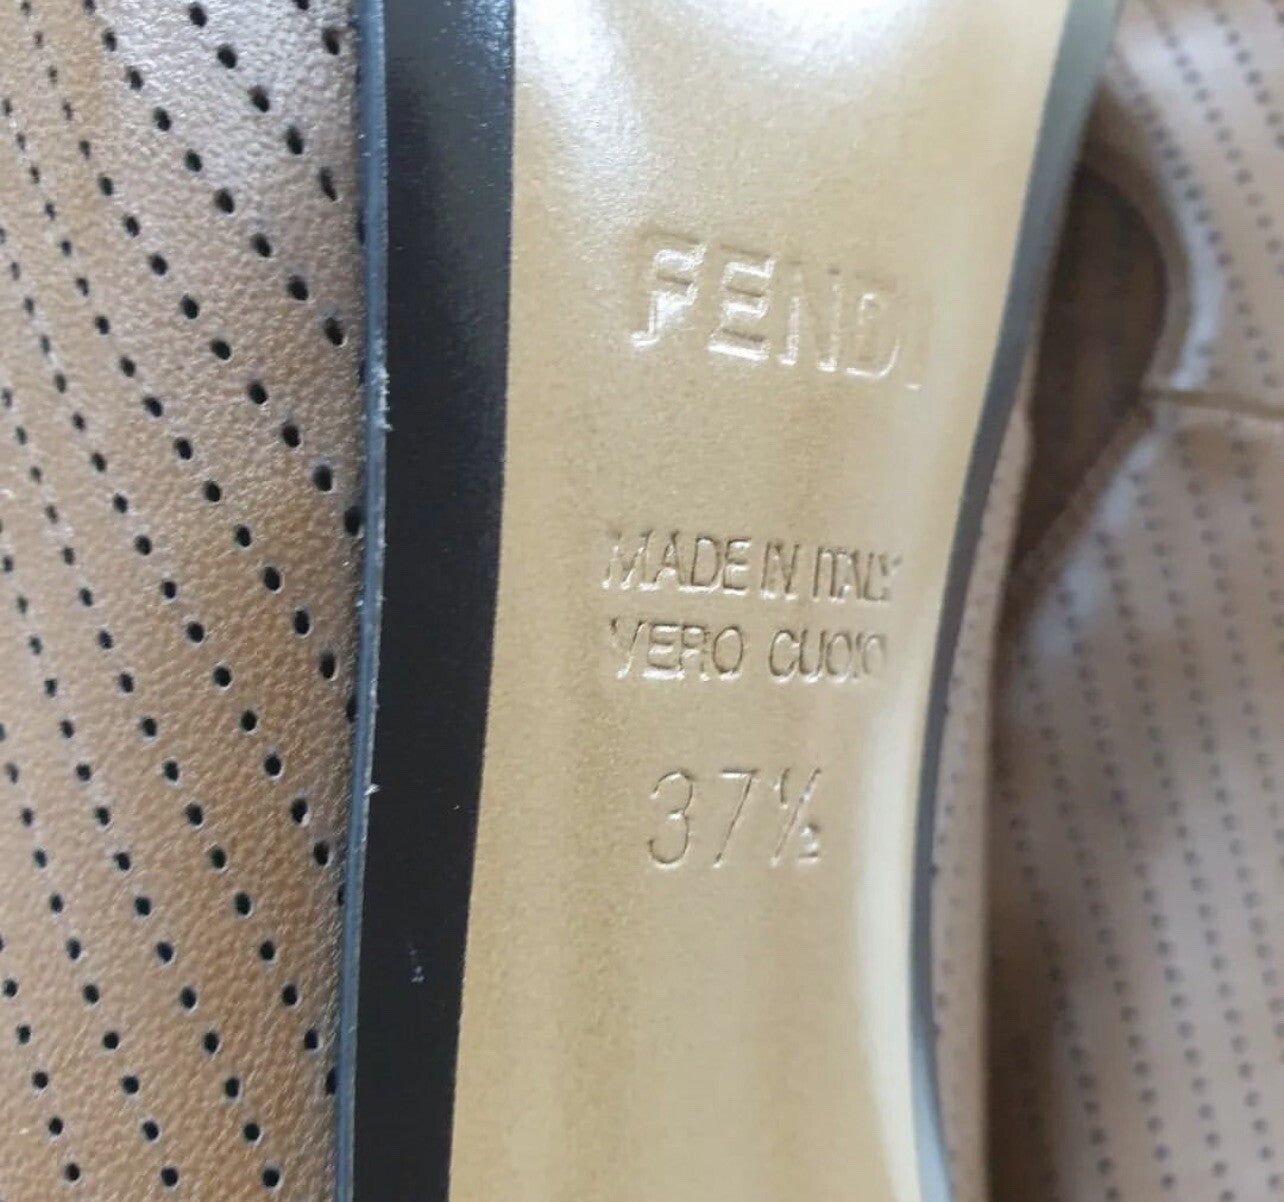 FENDI
MADE IN ITALY
VERO CUOIO
37½